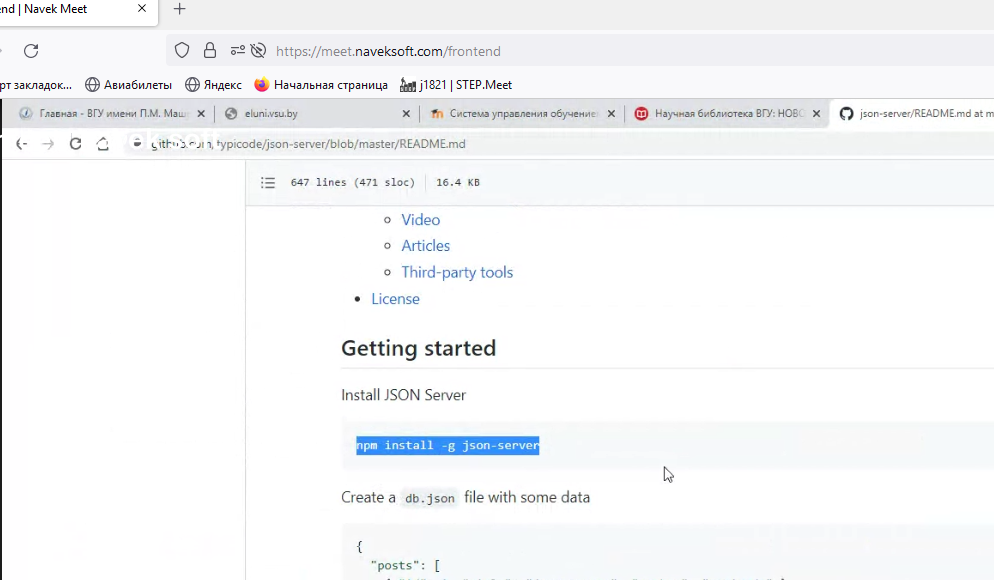 end | Navek Meet
https://meet.naveksoft.com/frontend
рт закладок... Авиабилеты Яндекс Начальная страница j1821 | STEP.Meet
Главная - ВГУ имени П.М. Маш eluni.vsu.by Система управления обучение Научная библиотека ВГУ: НОВО json-server/README.md at m
github.com/typicode/json-server/blob/master/README.md
647 lines (471 sloc) 16.4 KB
Video
Articles
Third-party tools
License
Getting started
Install JSON Server
npm install -g json-server
Create a db.json file with some data
{
"posts": [